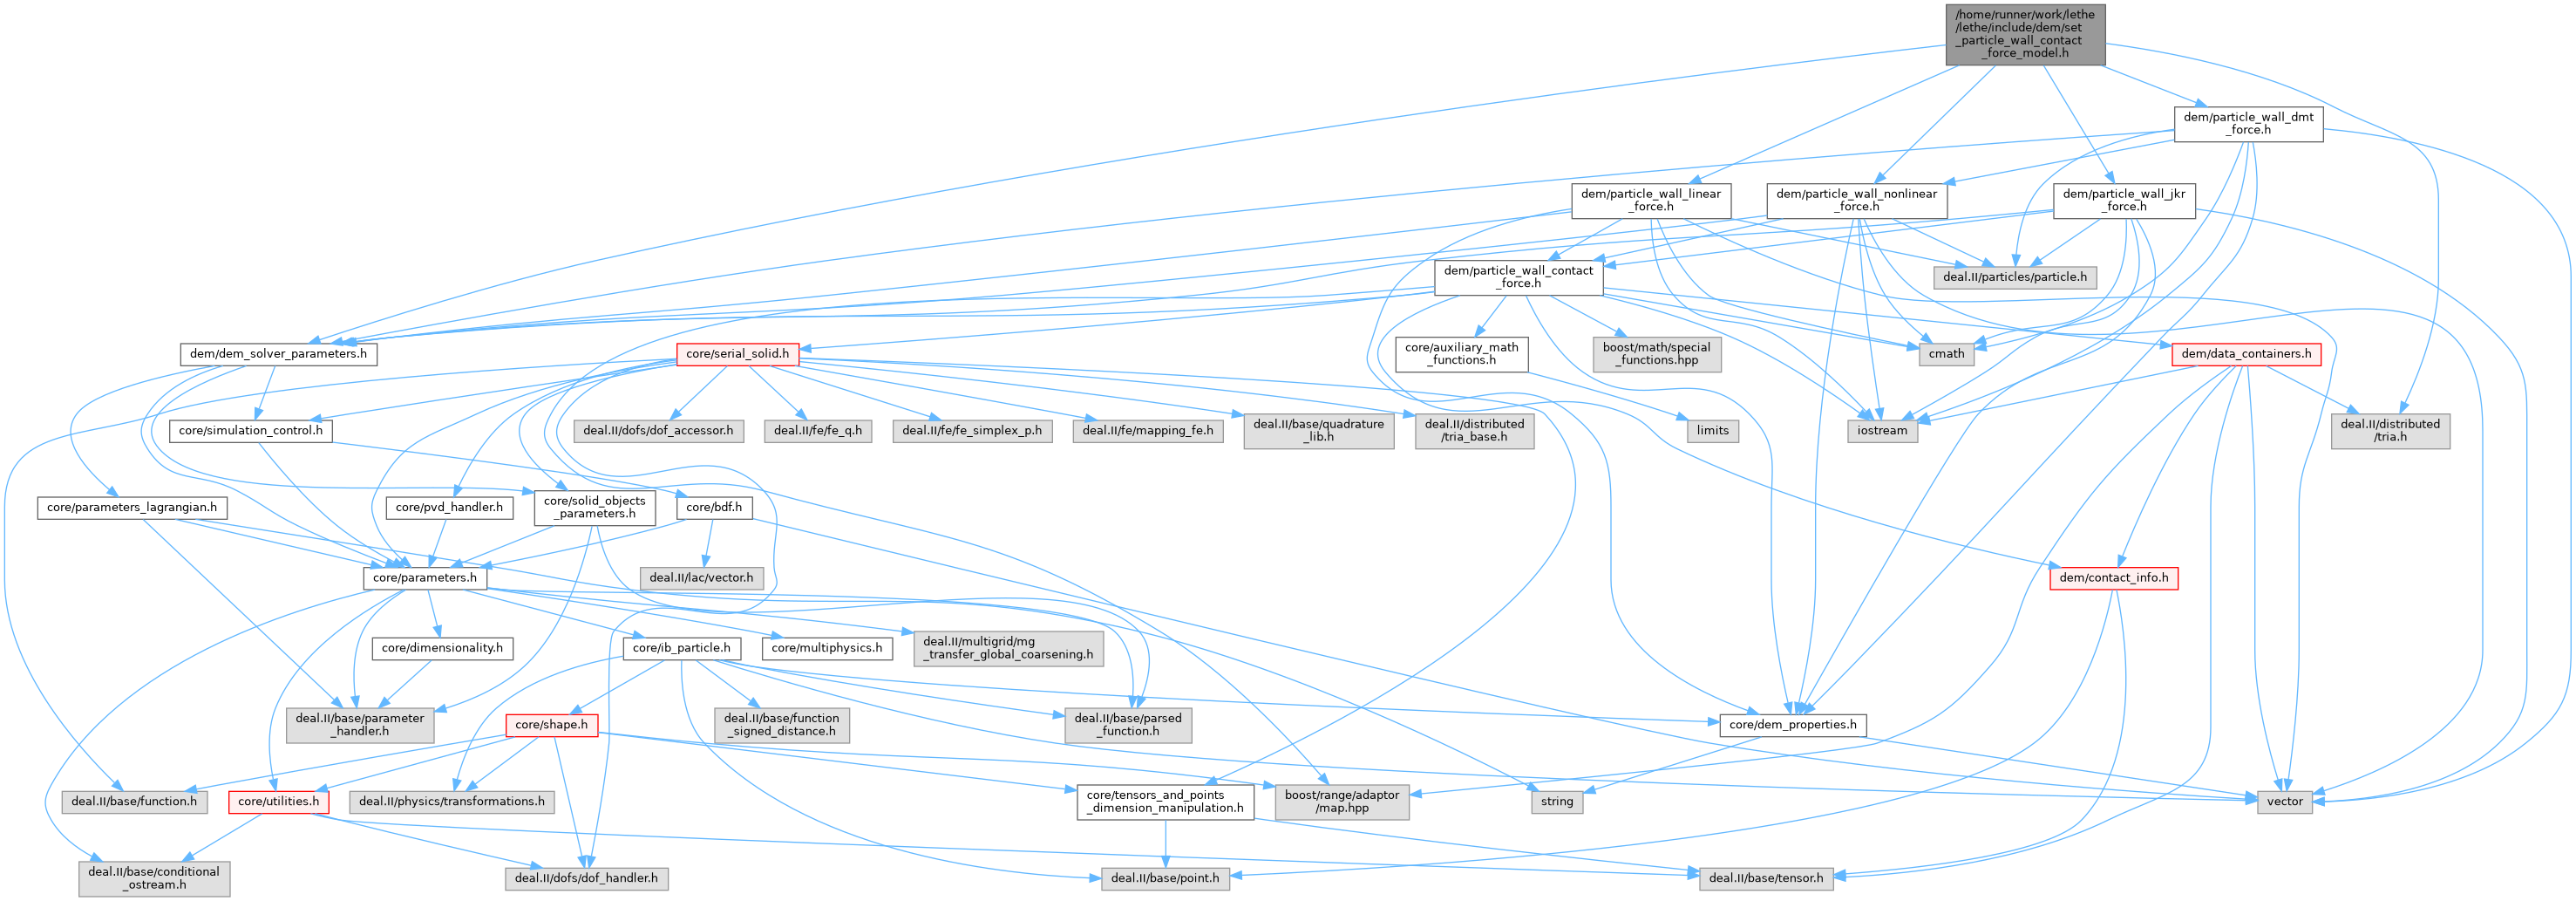 /home/runner/work/lethe
/lethe/include/dem/set
_particle_wall_contact
_force_model.h
dem/particle_wall_dmt
_force.h
dem/particle_wall_linear
_force.h
dem/particle_wall_nonlinear
_force.h
dem/particle_wall_jkr
_force.h
dem/particle_wall_contact
_force.h
deal.II/particles/particle.h
dem/dem_solver_parameters.h
core/serial_solid.h
core/auxiliary_math
_functions.h
boost/math/special
_functions.hpp
cmath
dem/data_containers.h
core/simulation_control.h
deal.II/dofs/dof_accessor.h
deal.II/fe/fe_q.h
deal.II/fe/fe_simplex_p.h
deal.II/fe/mapping_fe.h
deal.II/base/quadrature
_lib.h
deal.II/distributed
/tria_base.h
limits
iostream
deal.II/distributed
/tria.h
core/parameters_lagrangian.h
core/pvd_handler.h
core/solid_objects
_parameters.h
core/bdf.h
core/parameters.h
deal.II/lac/vector.h
dem/contact_info.h
core/dimensionality.h
core/ib_particle.h
core/multiphysics.h
deal.II/multigrid/mg
_transfer_global_coarsening.h
deal.II/base/parameter
_handler.h
core/shape.h
deal.II/base/function
_signed_distance.h
deal.II/base/parsed
_function.h
core/dem_properties.h
deal.II/base/function.h
core/utilities.h
deal.II/physics/transformations.h
core/tensors_and_points
_dimension_manipulation.h
boost/range/adaptor
/map.hpp
string
vector
deal.II/base/conditional
_ostream.h
deal.II/dofs/dof_handler.h
deal.II/base/point.h
deal.II/base/tensor.h